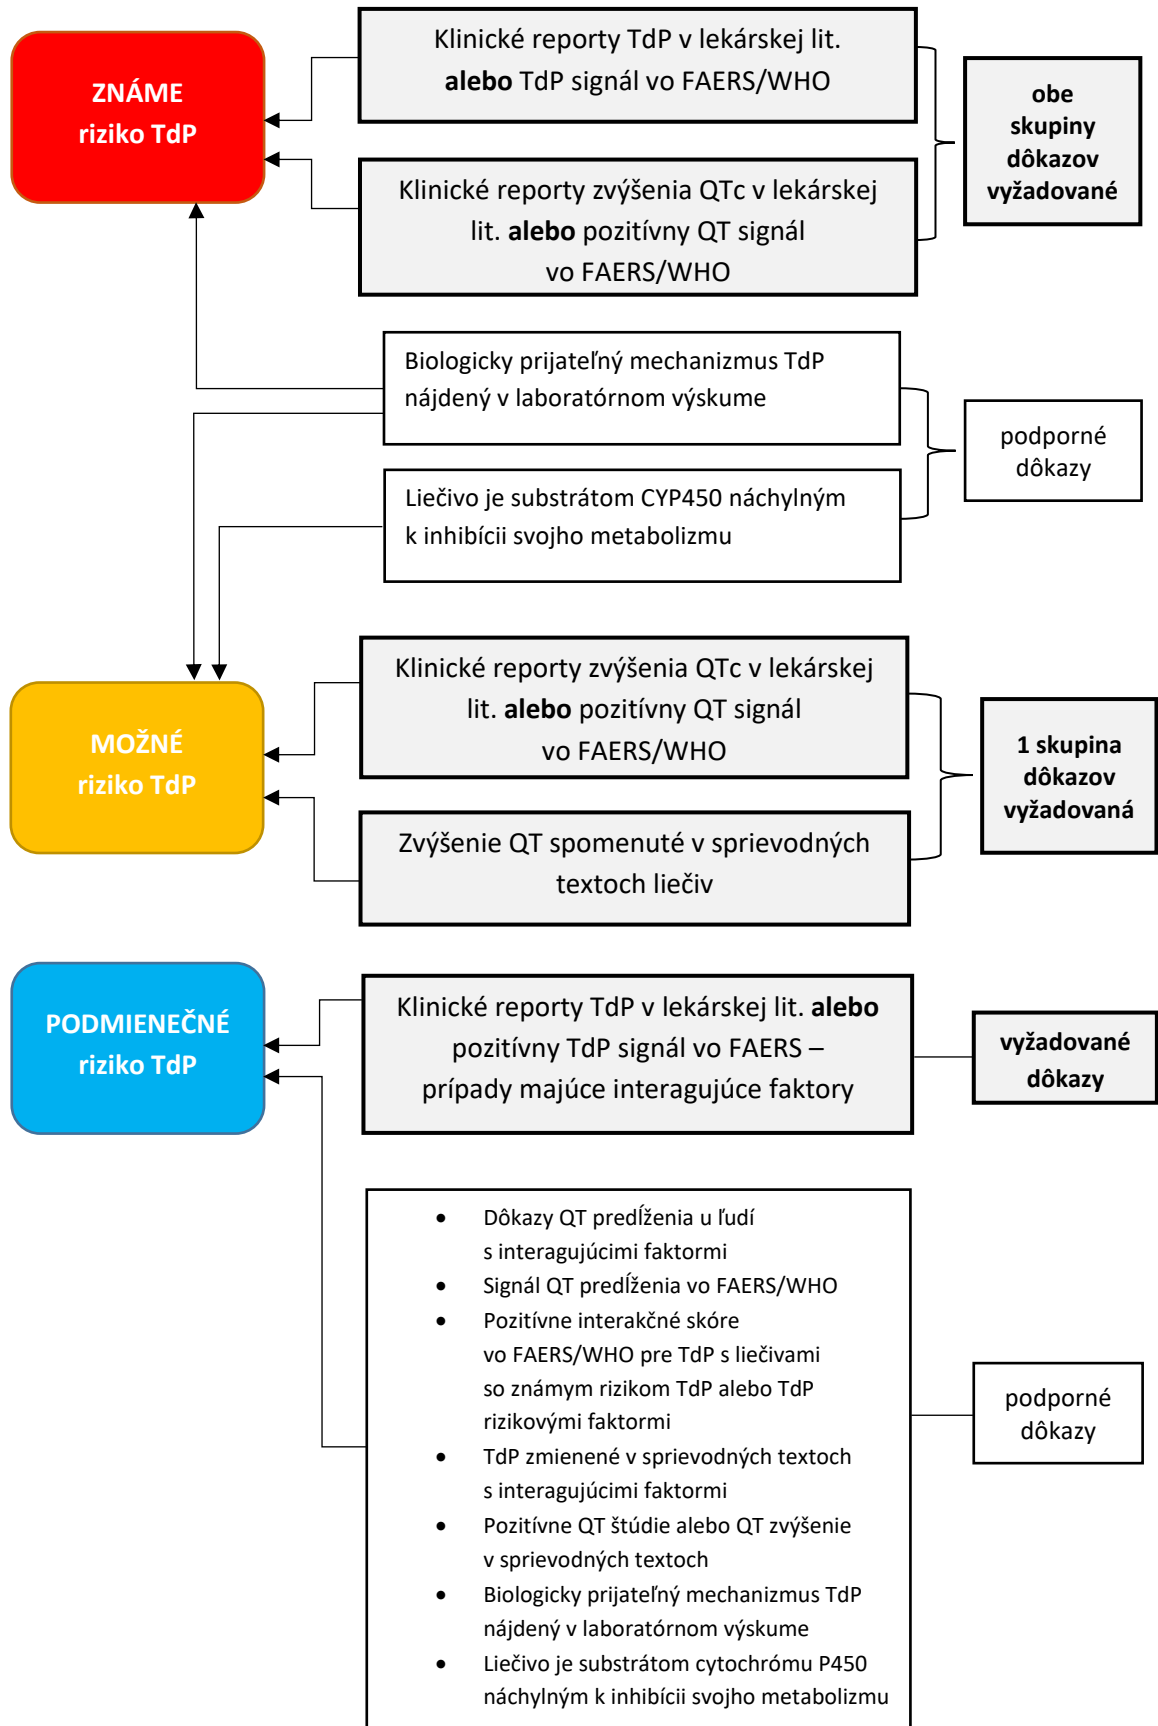 ZNÁME
riziko TdP
Klinické reporty TdP v lekárskej lit.
alebo TdP signál vo FAERS/WHO
Klinické reporty zvýšenia QTc v lekárskej
lit. alebo pozitívny QT signál
vo FAERS/WHO
obe
skupiny
dôkazov
vyžadované
Biologicky prijateľný mechanizmus TdP
nájdený v laboratórnom výskume
Liečivo je substrátom CYP450 náchylným
k inhibícii svojho metabolizmu
podporné
dôkazy
MOŽNÉ
riziko TdP
Klinické reporty zvýšenia QTc v lekárskej
lit. alebo pozitívny QT signál
vo FAERS/WHO
Zvýšenie QT spomenuté v sprievodných
textoch liečiv
1 skupina
dôkazov
vyžadovaná
PODMIENEČNÉ
riziko TdP
Klinické reporty TdP v lekárskej lit. alebo
pozitívny TdP signál vo FAERS –
prípady majúce interagujúce faktory
vyžadované
dôkazy
• Dôkazy QT predĺženia u ľudí
s interagujúcimi faktormi
• Signál QT predĺženia vo FAERS/WHO
• Pozitívne interakčné skóre
vo FAERS/WHO pre TdP s liečivami
so známym rizikom TdP alebo TdP
rizikovými faktormi
• TdP zmienené v sprievodných textoch
s interagujúcimi faktormi
• Pozitívne QT štúdie alebo QT zvýšenie
v sprievodných textoch
• Biologicky prijateľný mechanizmus TdP
nájdený v laboratórnom výskume
• Liečivo je substrátom cytochrómu P450
náchylným k inhibícii svojho metabolizmu
podporné
dôkazy